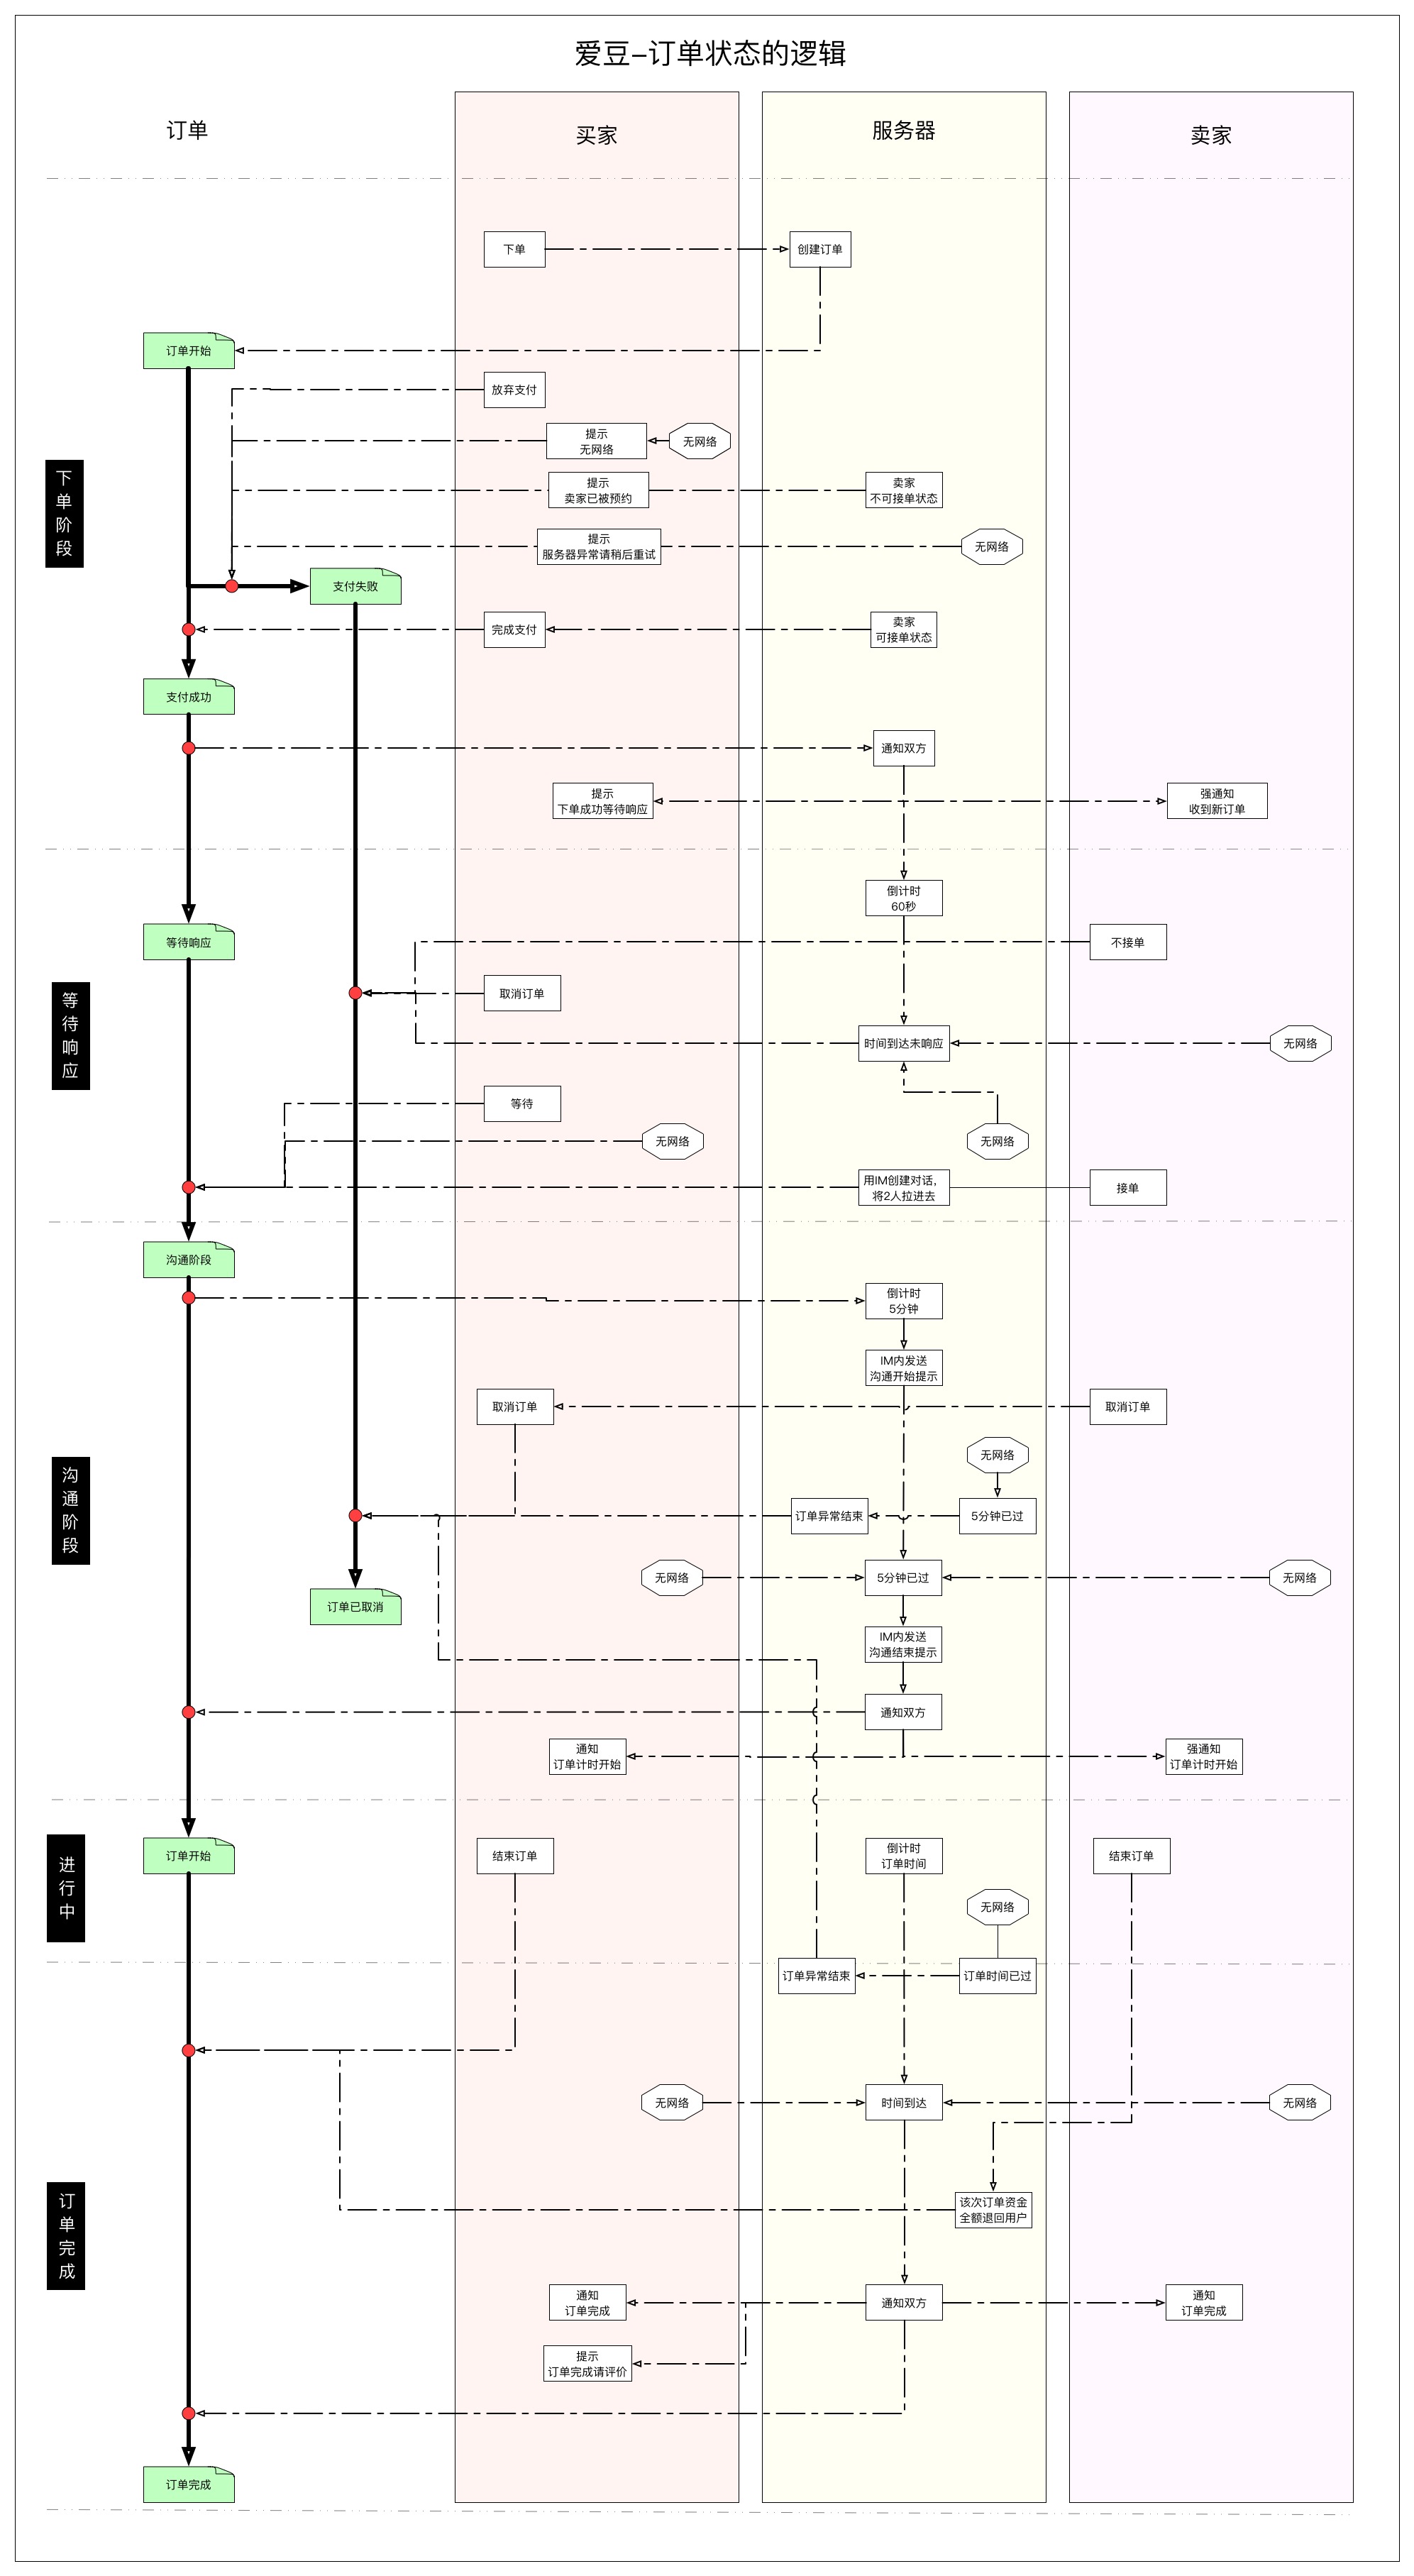 爱豆–订单状态的逻辑
订单
买家
服务器
卖家
下单
创建订单
订单开始
放弃支付
提示
无网络
无网络
下单阶段
提示
卖家已被预约
卖家
不可接单状态
提示
服务器异常请稍后重试
无网络
支付失败
完成支付
卖家
可接单状态
支付成功
通知双方
提示
下单成功等待响应
强通知
收到新订单
倒计时
60秒
等待响应
不接单
取消订单
等待响应
时间到达未响应
无网络
等待
无网络
无网络
用IM创建对话，
将2人拉进去
接单
沟通阶段
倒计时
5分钟
IM内发送
沟通开始提示
取消订单
取消订单
无网络
沟通阶段
订单异常结束
5分钟已过
无网络
5分钟已过
无网络
订单已取消
IM内发送
沟通结束提示
通知双方
通知
订单计时开始
强通知
订单计时开始
进行中
订单开始
结束订单
倒计时
订单时间
结束订单
无网络
订单异常结束
订单时间已过
无网络
时间到达
无网络
该次订单资金
全额退回用户
订单完成
通知
订单完成
通知双方
通知
订单完成
提示
订单完成请评价
订单完成